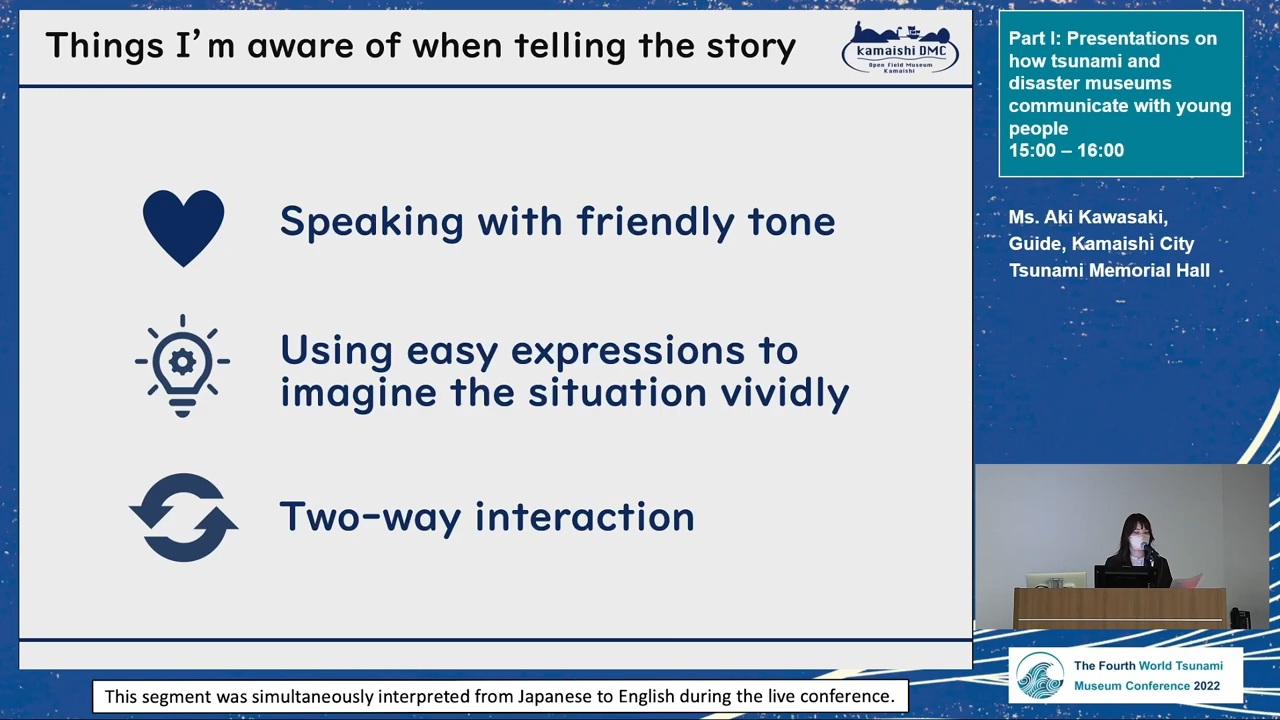 Things I'm aware of when telling the story
kamaishi DMC
Open Field Museum
Kamaishi
Speaking with friendly tone
Using easy expressions to
imagine the situation vividly
Two-way interaction
Part I: Presentations on
how tsunami and
disaster museums
communicate with young
people
15:00 – 16:00
Ms. Aki Kawasaki,
Guide, Kamaishi City
Tsunami Memorial Hall
The Fourth World Tsunami
Museum Conference 2022
This segment was simultaneously interpreted from Japanese to English during the live conference.